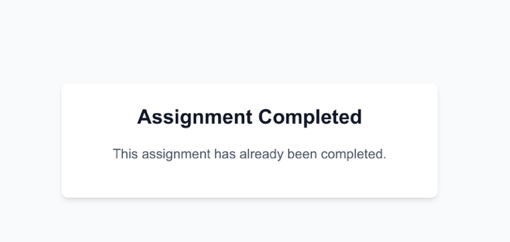 Assignment Completed
This assignment has already been completed.